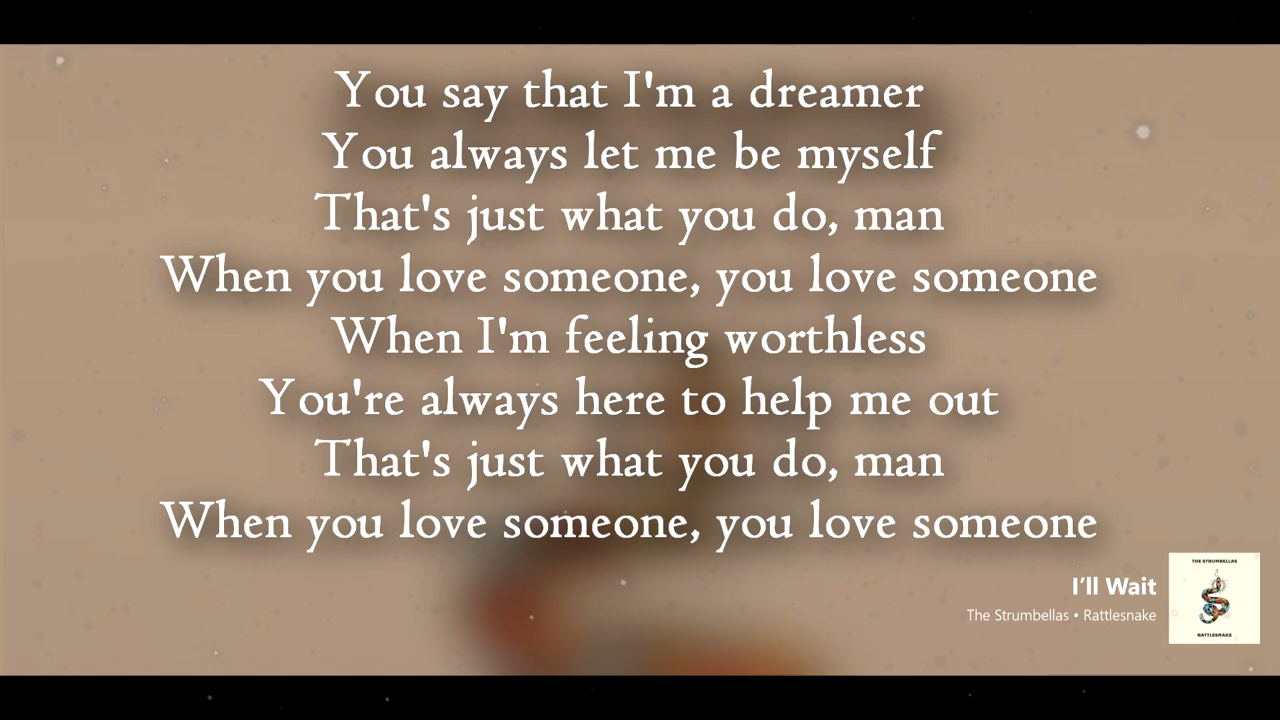 You say that I'm a dreamer
You always let me be myself
That's just what you do, man
When you love someone, you love someone
When I'm feeling worthless
You're always here to help me out
That's just what you do, man
When you love someone, you love someone
I'll Wait
The Strumbellas • Rattlesnake
THE STRUMBELLAS
RATTLESNAKE